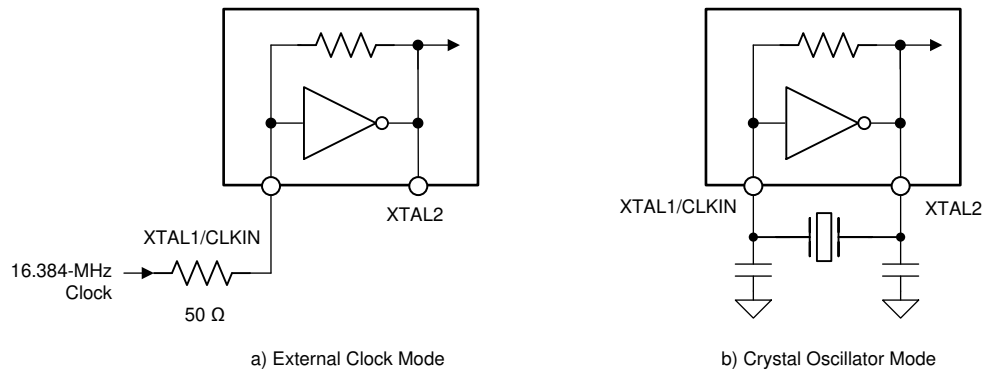 XTAL2
XTAL1/CLKIN
16.384-MHz
Clock
50 Ω
a) External Clock Mode
XTAL1/CLKIN
XTAL2
b) Crystal Oscillator Mode